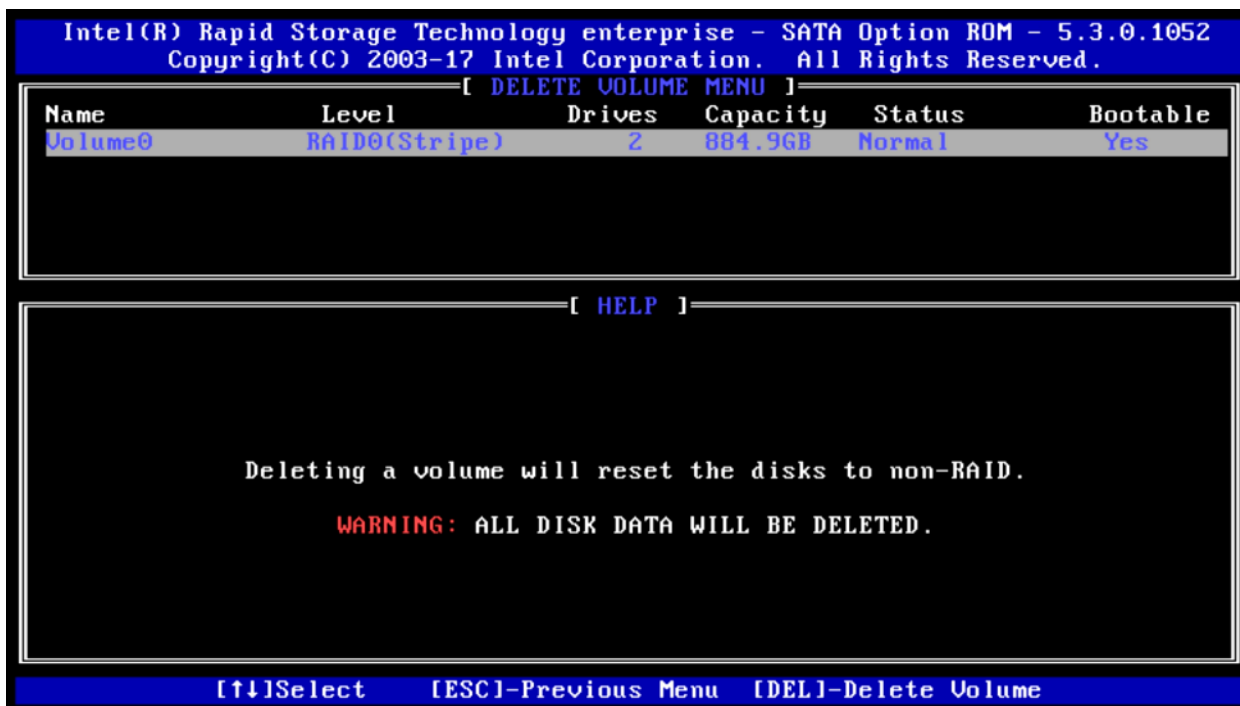 Intel(R) Rapid Storage Technology enterprise - SATA Option ROM - 5.3.0.1052
Copyright(C) 2003-17 Intel Corporation. All Rights Reserved.
[ DELETE VOLUME MENU ]
Name Level Drives Capacity Status Bootable
Volume0 RAID0(Stripe) 2 884.9GB Normal Yes
[ HELP ]
Deleting a volume will reset the disks to non-RAID.
WARNING: ALL DISK DATA WILL BE DELETED.
[↑↓]Select [ESC]-Previous Menu [DEL]-Delete Volume